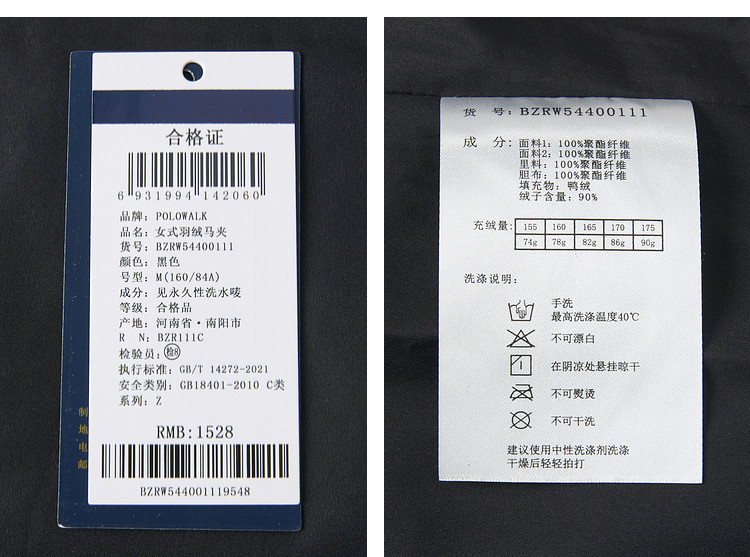 合格证
6 931994 142060
品牌: POLOWALK
品名: 女式羽绒马夹
货号: BZRW54400111
颜色: 黑色
号型: M(160/84A)
成分: 见永久性洗水唛
等级: 合格品
产地: 河南省·南阳市
R N: BZR111C
检验员: 检8
执行标准: GB/T 14272-2021
安全类别: GB18401-2010 C类
系列: Z
RMB:1528
BZRW544001119548
制
地
电
邮
货 号: BZRW54400111
成 分: 面料1: 100%聚酯纤维
面料2: 100%聚酯纤维
里料: 100%聚酯纤维
胆布: 100%聚酯纤维
填充物: 鸭绒
绒子含量: 90%
充绒量: 155 160 165 170 175
74g 78g 82g 86g 90g
洗涤说明:
手洗
最高洗涤温度40℃
不可漂白
在阴凉处悬挂晾干
不可熨烫
不可干洗
建议使用中性洗涤剂洗涤
干燥后轻轻拍打